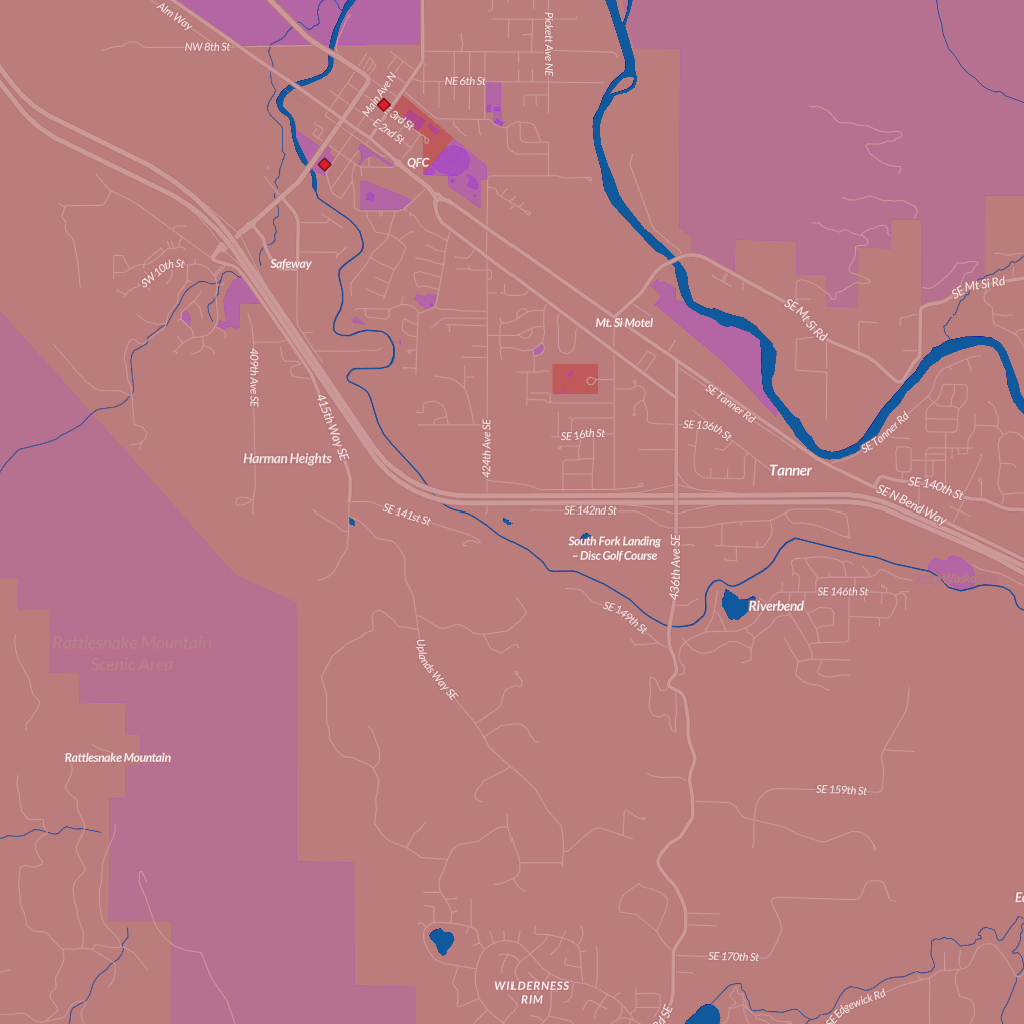 Alm Way
NW 8th St
Pickett Ave NE
NE 6th St
Main Ave N
E 3rd St
E 2nd St
QFC
Safeway
SW 10th St
SE Mt Si Rd
SE Mt Si Rd
Mt. Si Motel
409th Ave SE
415th Way SE
SE Tanner Rd
SE 136th St
SE Tanner Rd
SE 16th St
424th Ave SE
Harman Heights
Tanner
SE 140th St
SE N Bend Way
SE 141st St
SE 142nd St
South Fork Landing
– Disc Golf Course
436th Ave SE
SE 146th St
SE 149th St
Riverbend
Rattlesnake Mountain
Scenic Area
Uplands Way SE
Rattlesnake Mountain
SE 159th St
SE 170th St
WILDERNESS
RIM
SE Edgewick Rd